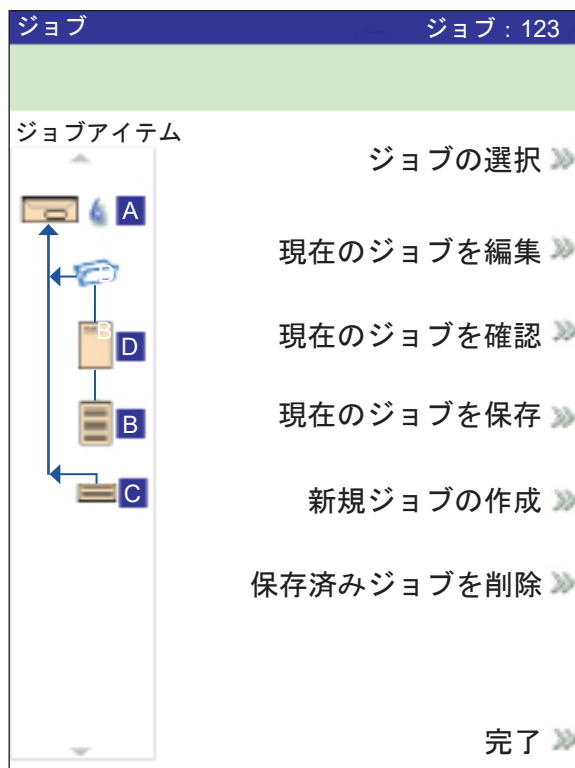 ジョブ
ジョブ：123
ジョブアイテム
ジョブの選択
A
現在のジョブを編集
D
B
現在のジョブを確認
D
現在のジョブを保存
B
新規ジョブの作成
C
保存済みジョブを削除
完了